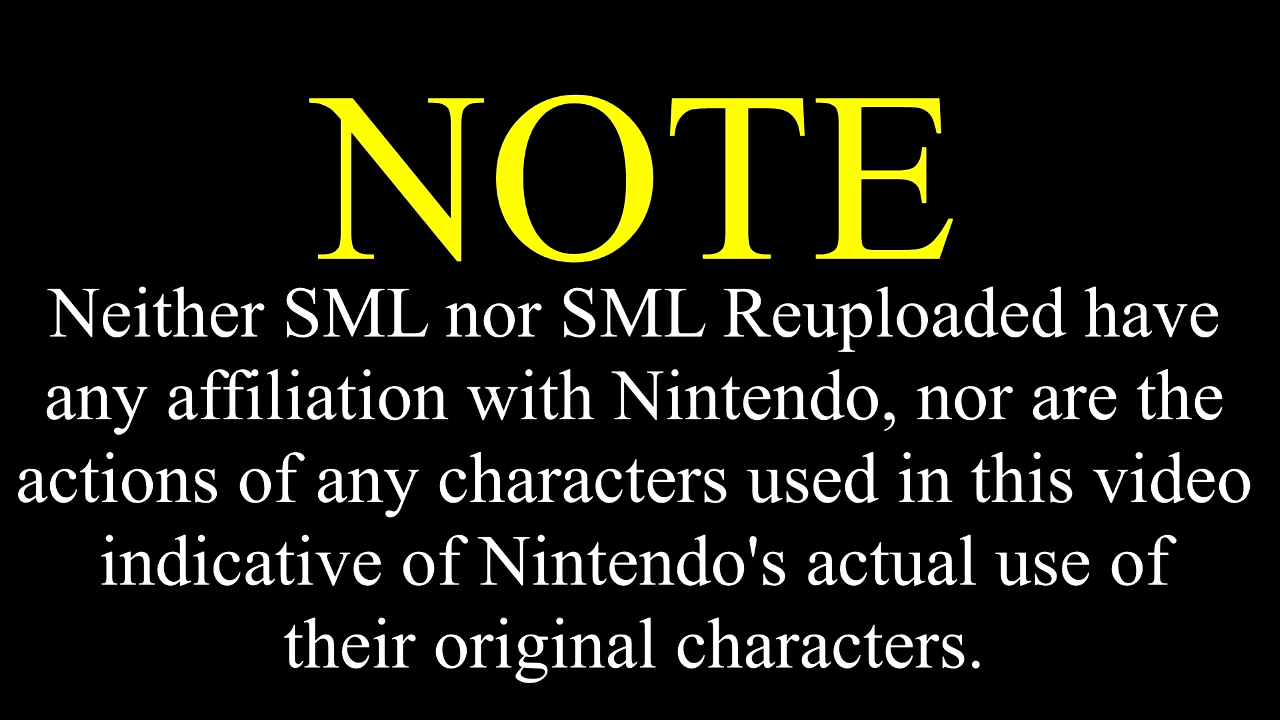 NOTE
Neither SML nor SML Reuploaded have
any affiliation with Nintendo, nor are the
actions of any characters used in this video
indicative of Nintendo's actual use of
their original characters.